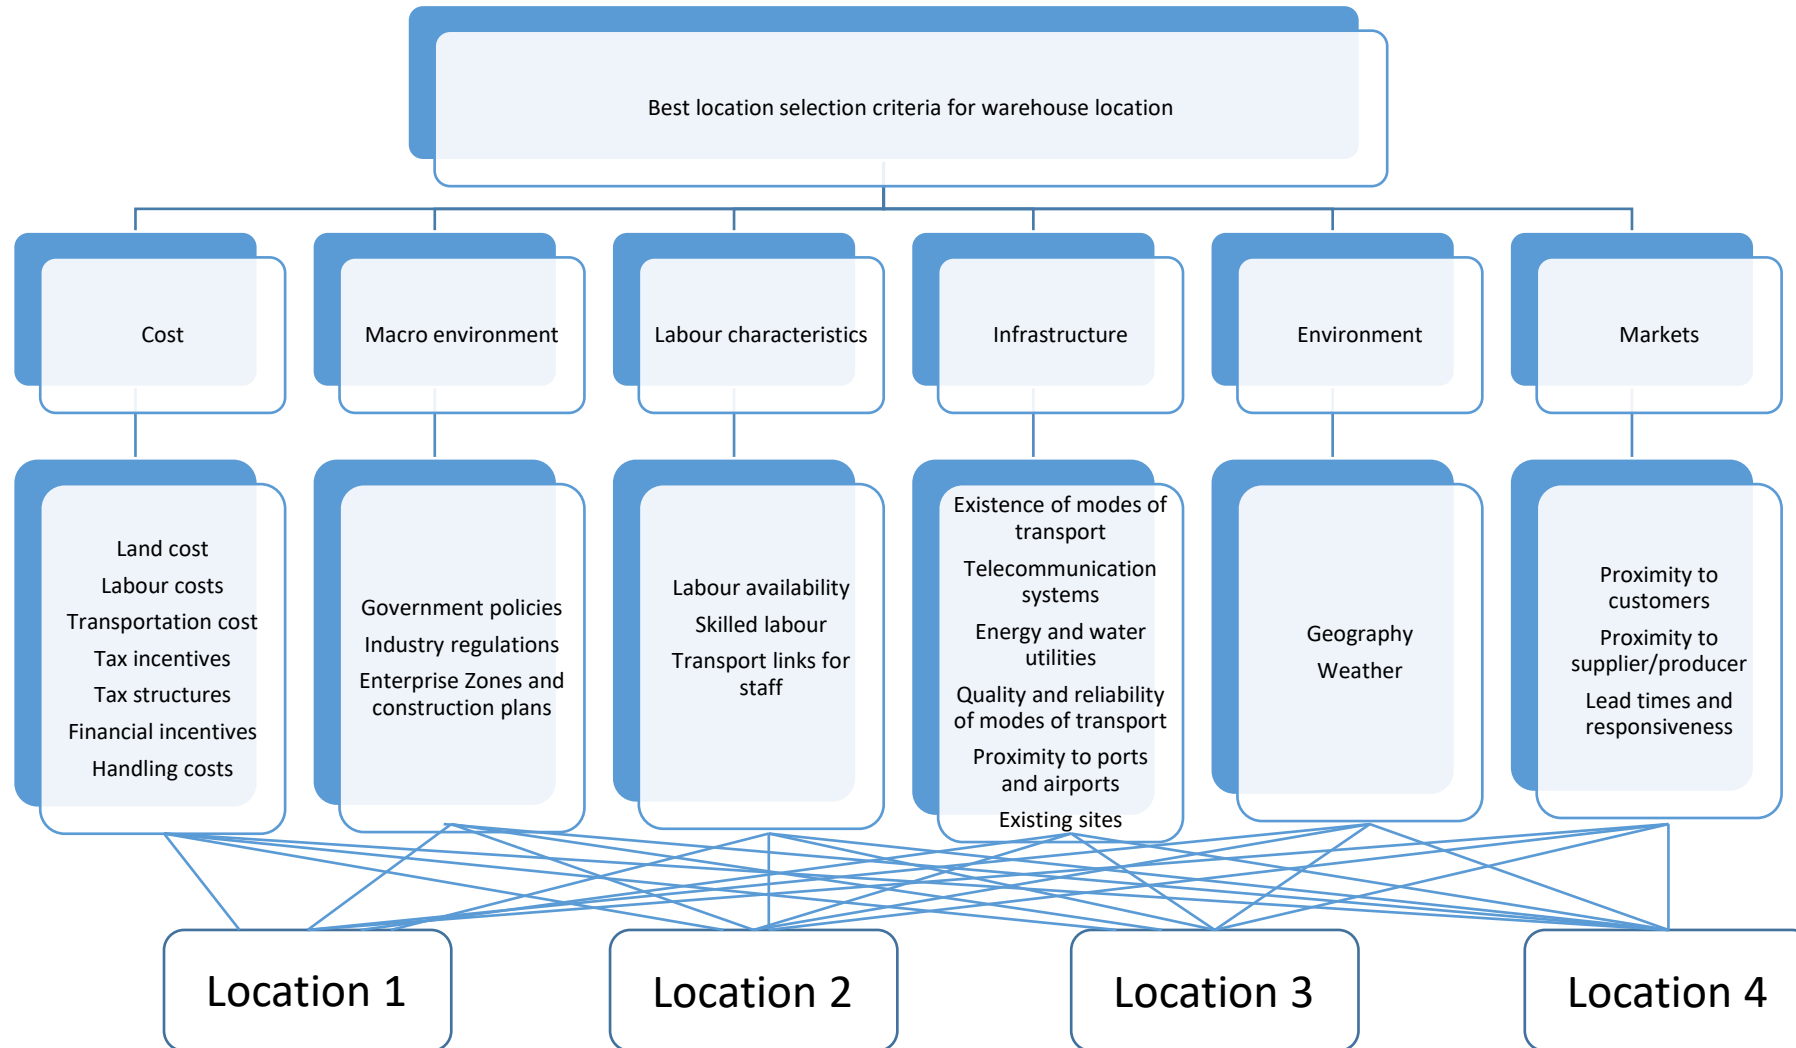 Best location selection criteria for warehouse location
Cost
Macro environment
Labour characteristics
Infrastructure
Environment
Markets
Land cost
Labour costs
Transportation cost
Tax incentives
Tax structures
Financial incentives
Handling costs
Government policies
Industry regulations
Enterprise Zones and
construction plans
Labour availability
Skilled labour
Transport links for
staff
Existence of modes of
transport
Telecommunication
systems
Energy and water
utilities
Quality and reliability
of modes of transport
Proximity to ports
and airports
Existing sites
Geography
Weather
Proximity to
customers
Proximity to
supplier/producer
Lead times and
responsiveness
Location 1
Location 2
Location 3
Location 4